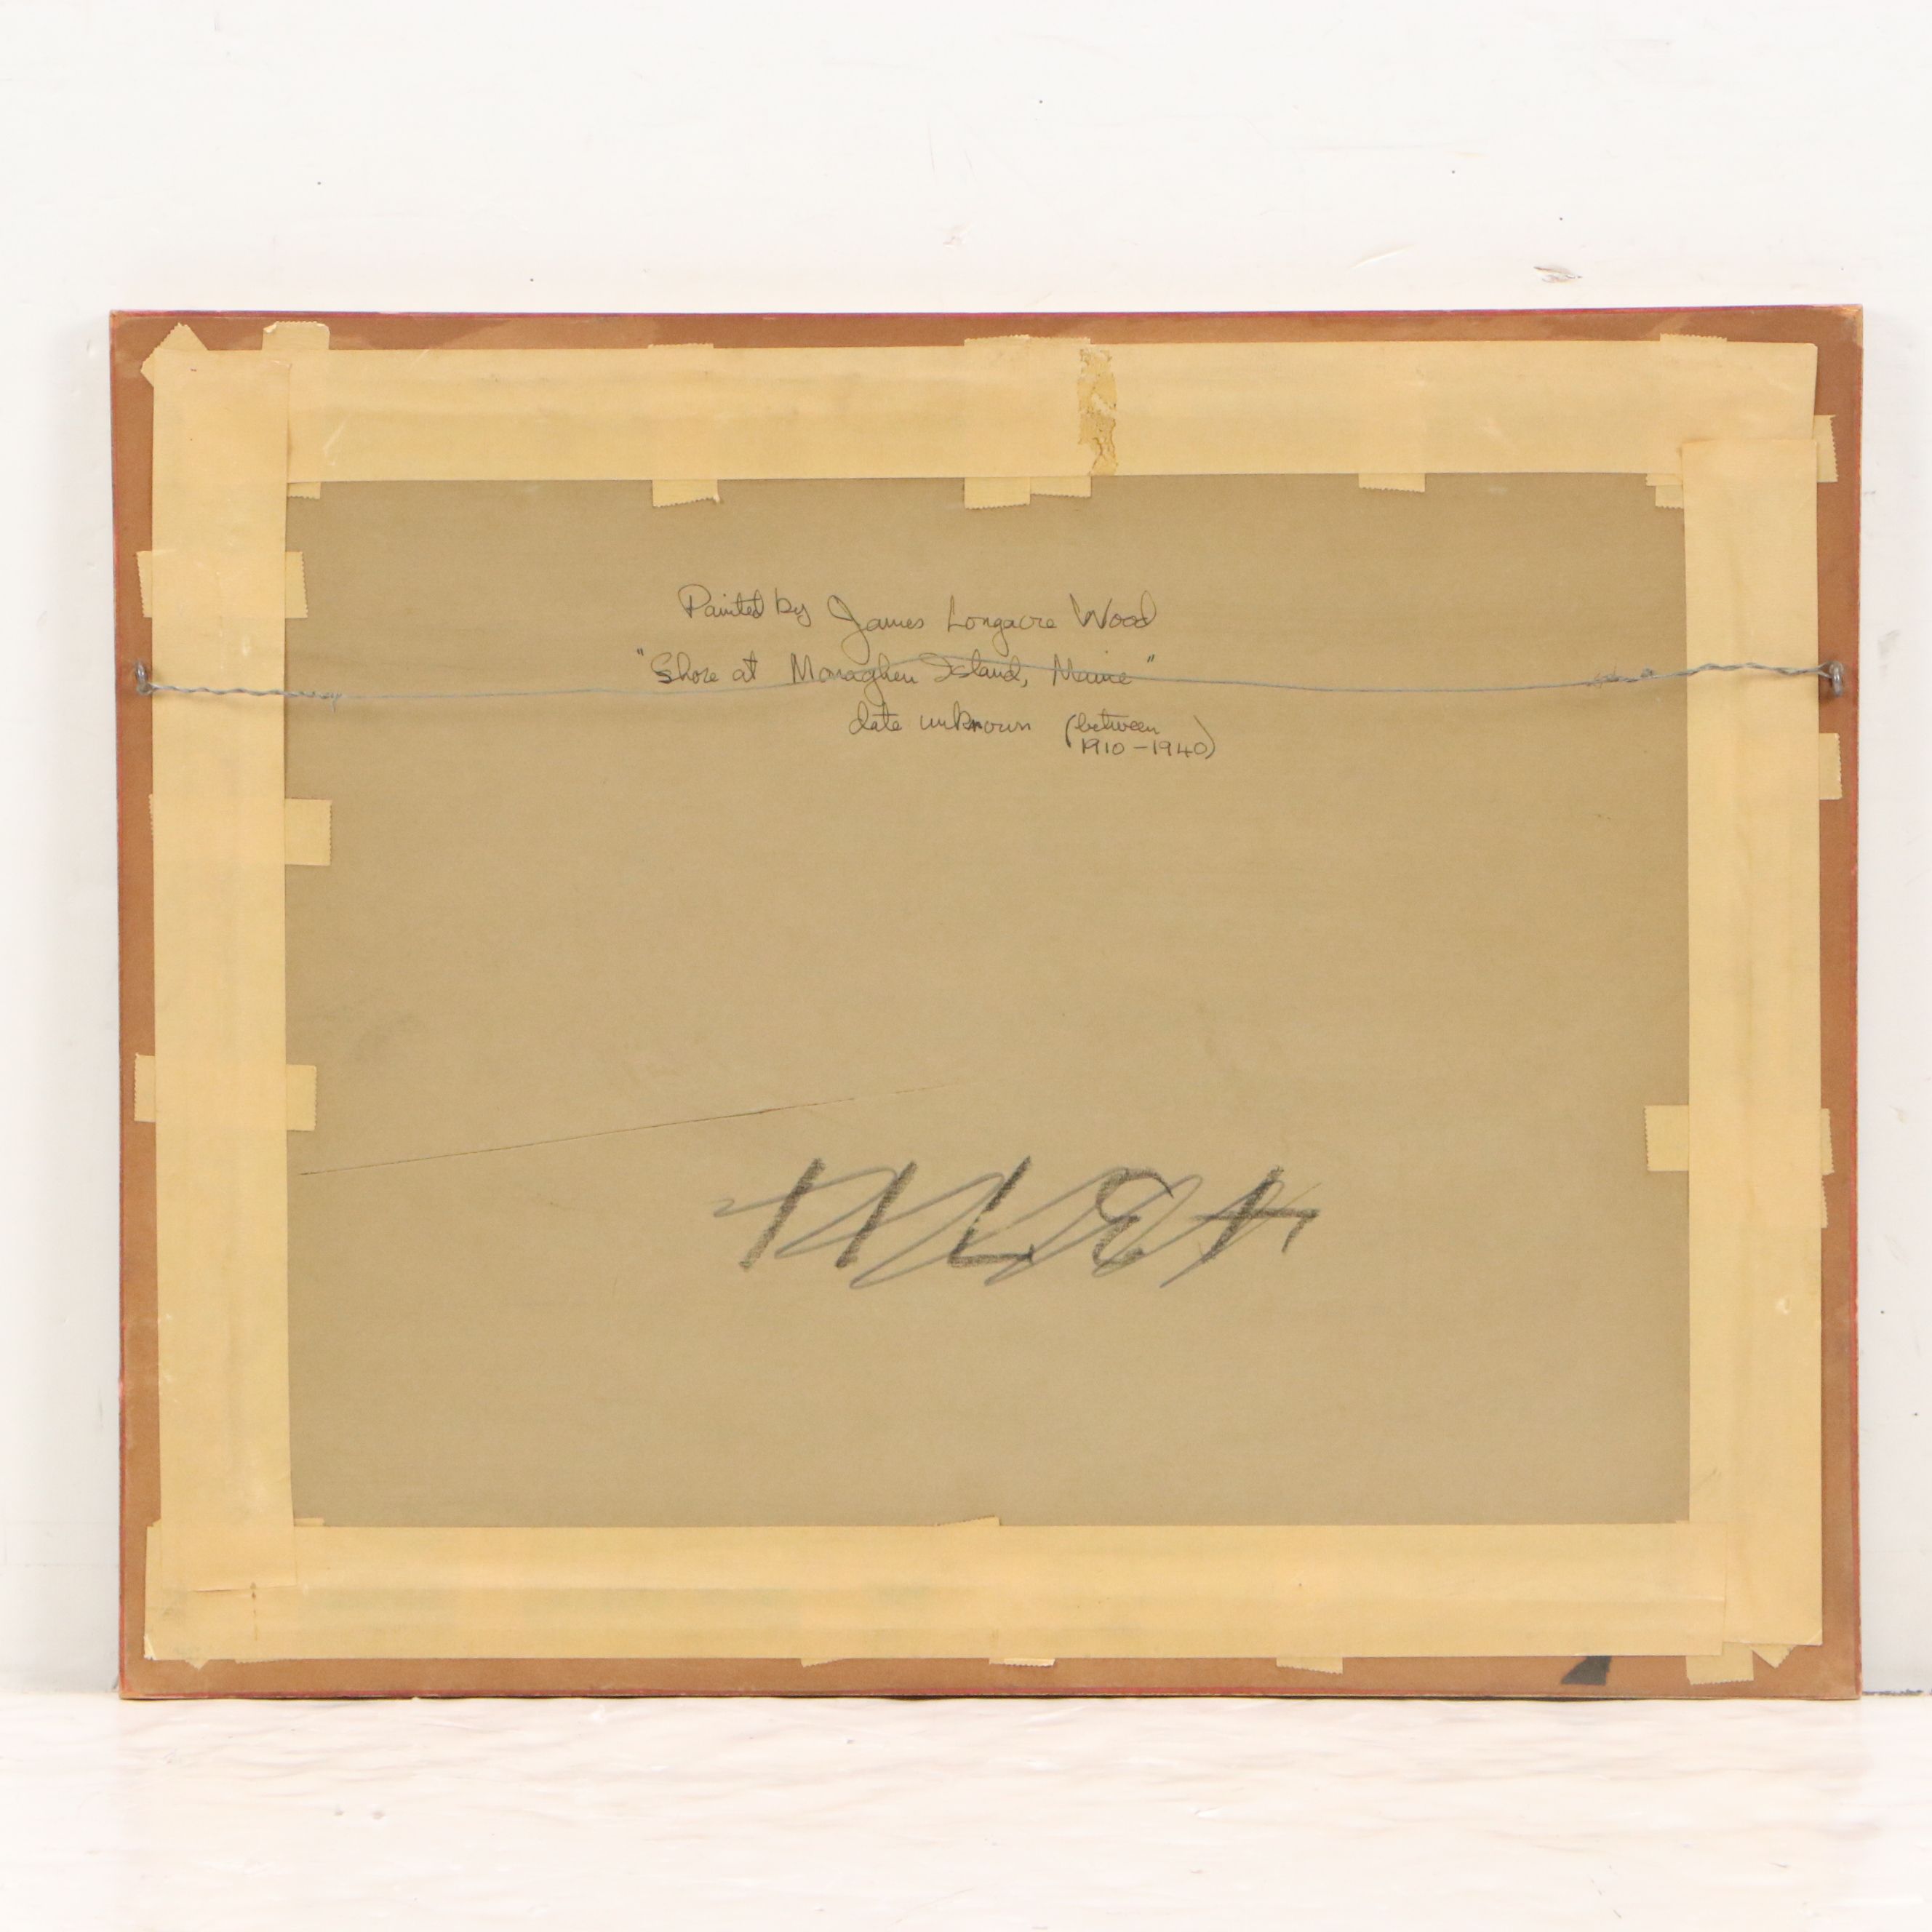 Painted by James Longacre Wood
"Shore at Monaghen Island, Maine"
date unknown (between
1910-1940)